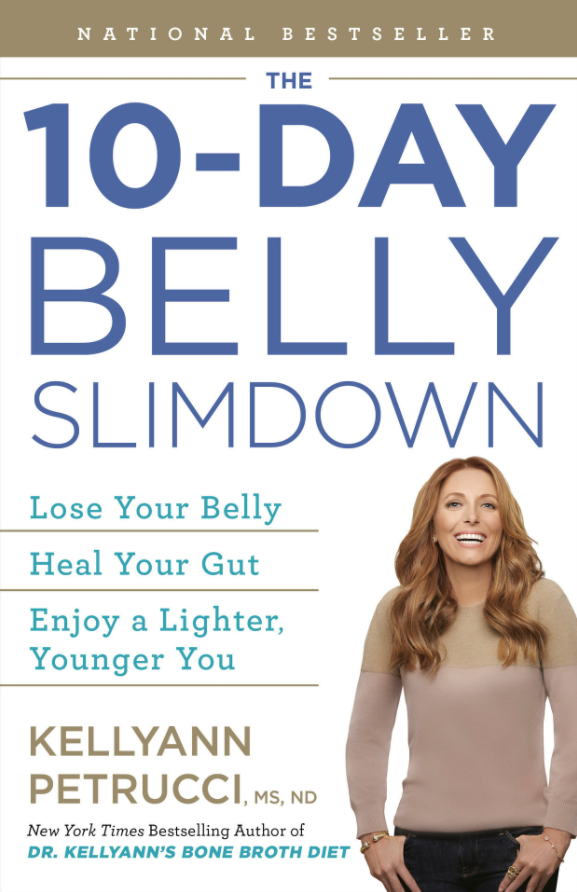 NATIONAL BESTSELLER
THE
10-DAY
BELLY
SLIMDOWN
Lose Your Belly
Heal Your Gut
Enjoy a Lighter,
Younger You
KELLYANN
PETRUCCI, MS, ND
New York Times Bestselling Author of
DR. KELLYANN'S BONE BROTH DIET